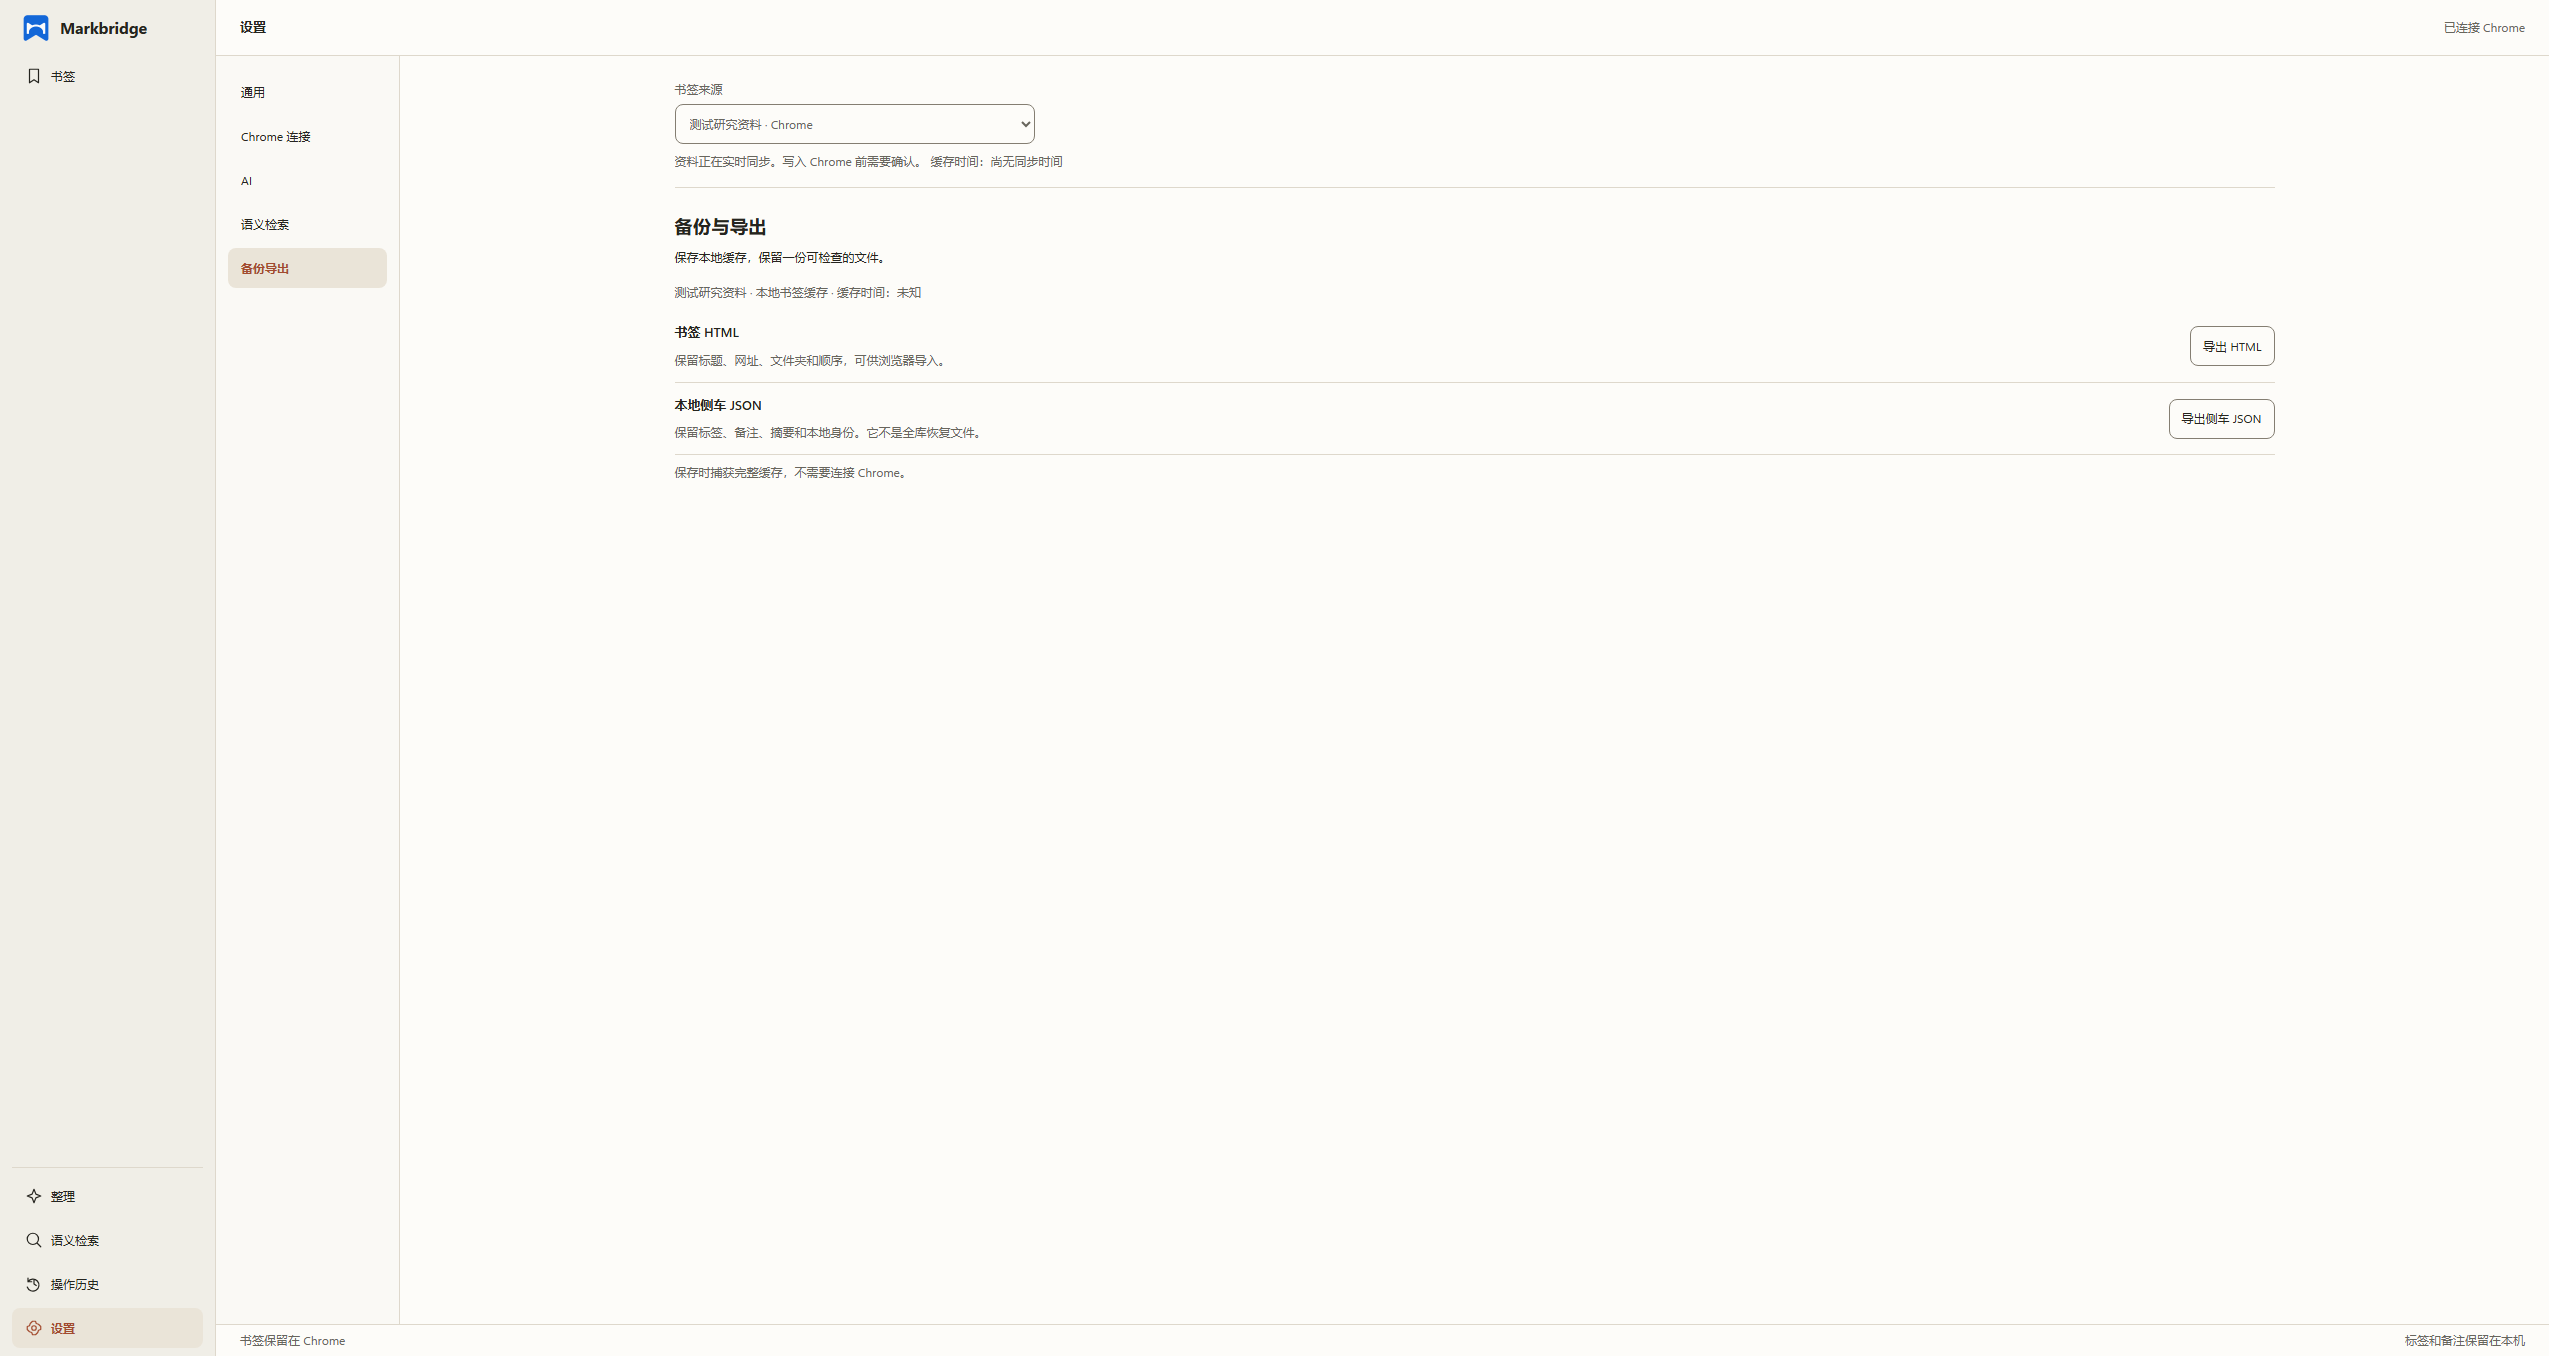 Markbridge
书签
整理
语义检索
操作历史
设置
设置
已连接 Chrome
通用
Chrome 连接
AI
语义检索
备份导出
书签来源
测试研究资料 · Chrome
资料正在实时同步。写入 Chrome 前需要确认。 缓存时间：尚无同步时间
备份与导出
保存本地缓存，保留一份可检查的文件。
测试研究资料 · 本地书签缓存 · 缓存时间：未知
书签 HTML
保留标题、网址、文件夹和顺序，可供浏览器导入。
导出 HTML
本地侧车 JSON
保留标签、备注、摘要和本地身份。它不是全库恢复文件。
导出侧车 JSON
保存时捕获完整缓存，不需要连接 Chrome。
书签保留在 Chrome
标签和备注保留在本机